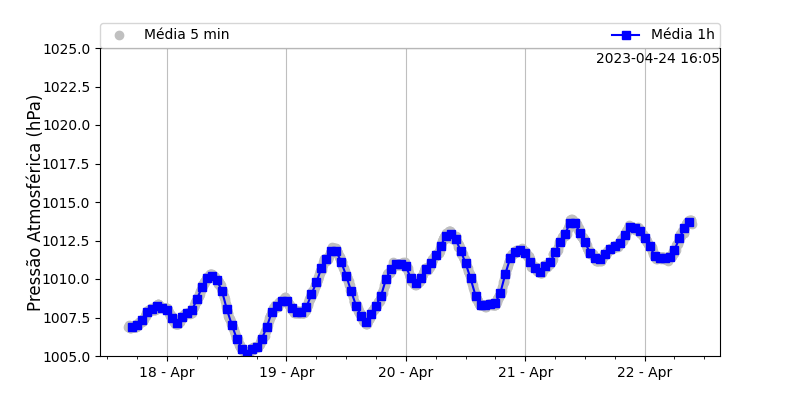 Média 5 min
Média 1h
2023-04-24 16:05
Pressão Atmosférica (hPa)
1025.0
1022.5
1020.0
1017.5
1015.0
1012.5
1010.0
1007.5
1005.0
18 - Apr
19 - Apr
20 - Apr
21 - Apr
22 - Apr